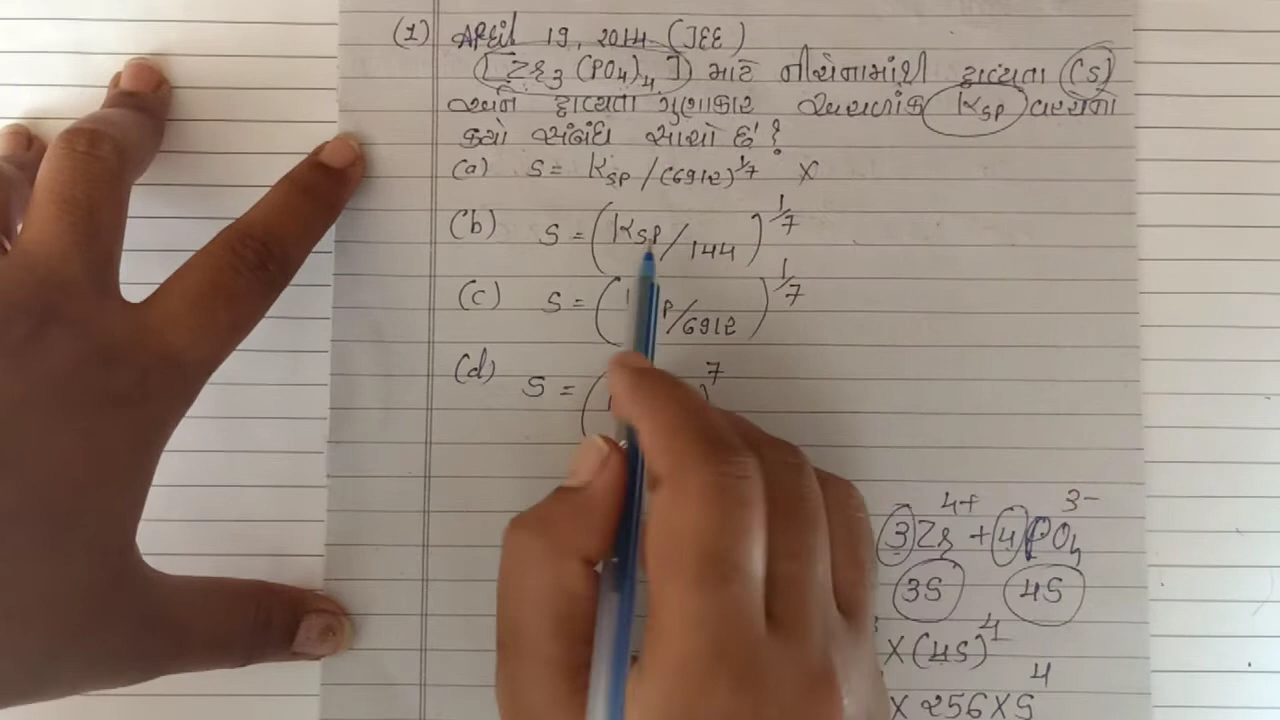 (1) April 19, 2014 (JEE)
[Zr₃(PO₄)₄] માટે નીચેનામાંથી દ્રાવ્યતા (S)
અને દ્રાવ્યતા ગુણાકાર અચળાંક Ksp વચ્ચેનો
કયો સંબંધ સાચો છે?
(a) S = Ksp /(6912)^1/7 ×
(b) S = (Ksp/144)^1/7
(c) S = ( P/6912)^1/7
(d) S = ( )^7
3Zr^4+ + 4PO₄^3−
3S 4S
×(4S)^4
×256×S^4